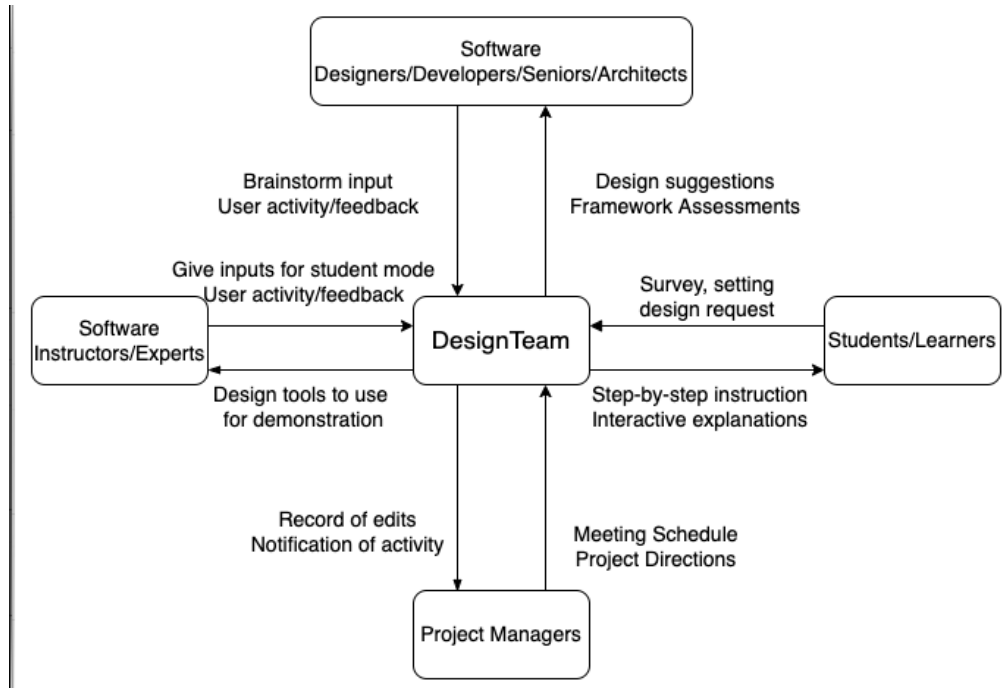 Software
Designers/Developers/Seniors/Architects
Brainstorm input
User activity/feedback
Design suggestions
Framework Assessments
Give inputs for student mode
User activity/feedback
Survey, setting
design request
Software
Instructors/Experts
DesignTeam
Students/Learners
Design tools to use
for demonstration
Step-by-step instruction
Interactive explanations
Record of edits
Notification of activity
Meeting Schedule
Project Directions
Project Managers